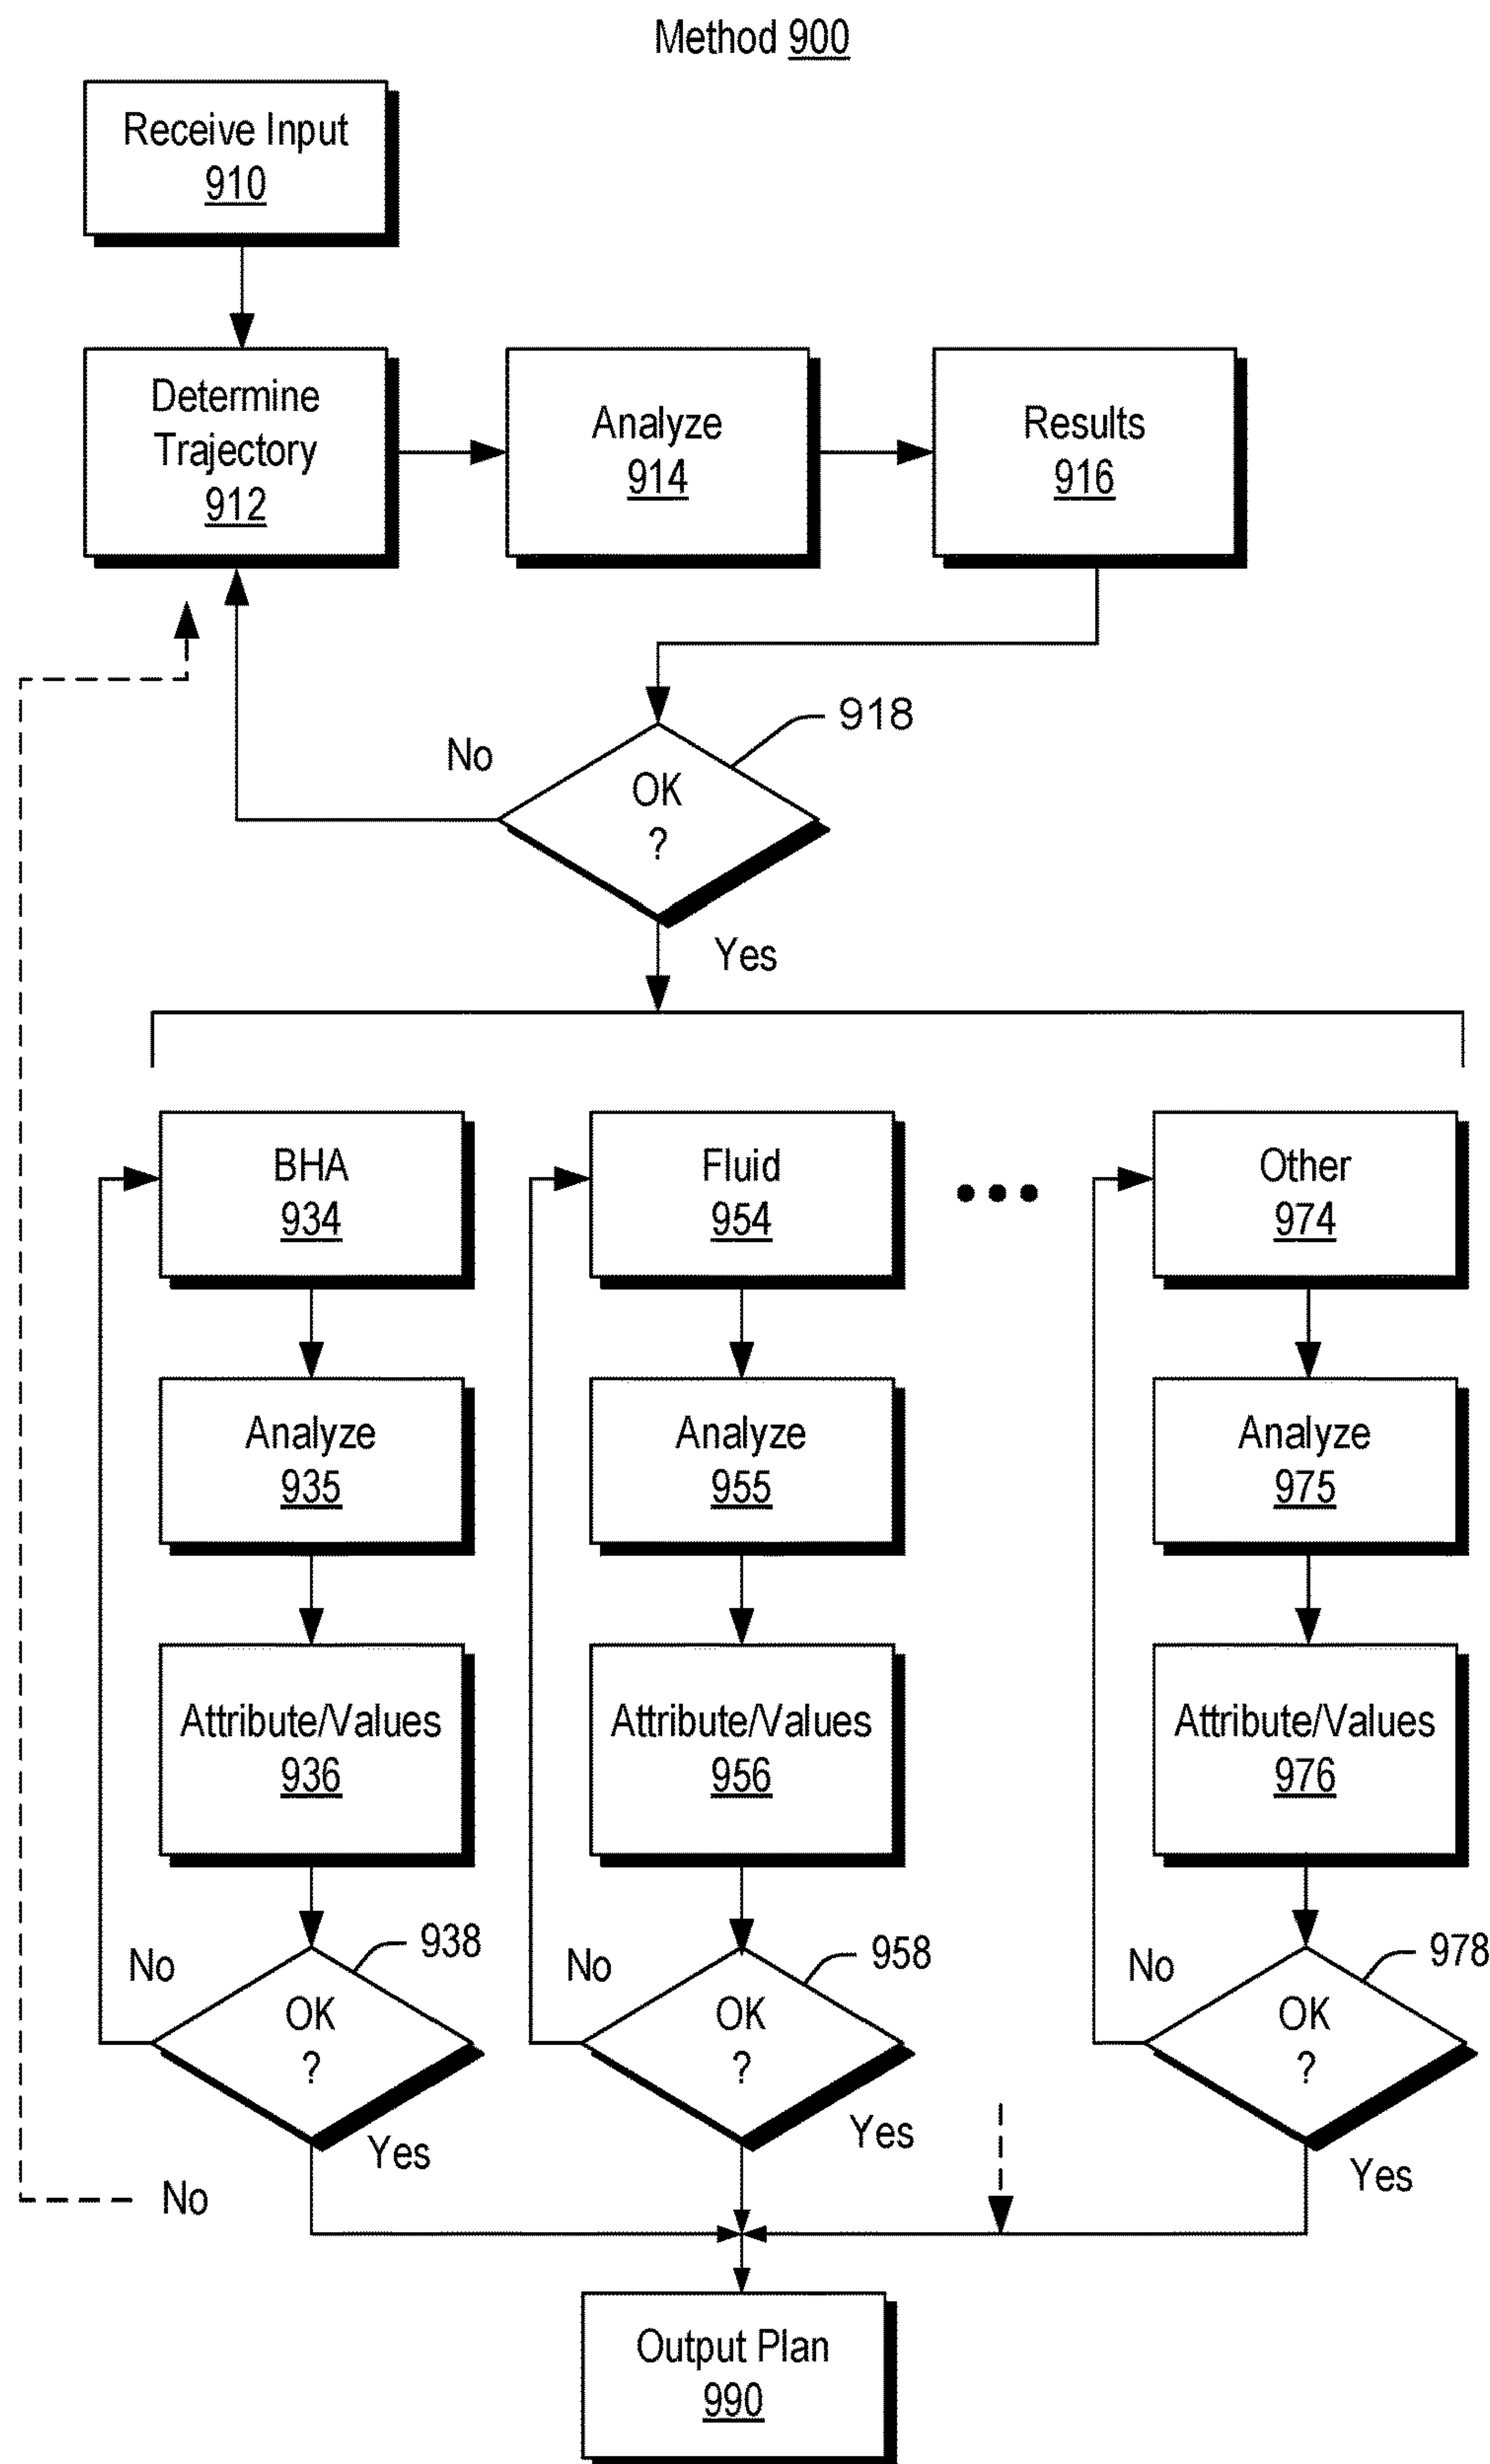 Method 900
Receive Input
910
Determine
Trajectory
912
Analyze
914
Results
916
918
No
OK
?
Yes
BHA
934
Fluid
954
Other
974
Analyze
935
Analyze
955
Analyze
975
Attribute/Values
936
Attribute/Values
956
Attribute/Values
976
938
No
OK
?
Yes
958
No
OK
?
Yes
978
No
OK
?
Yes
No
Output Plan
990